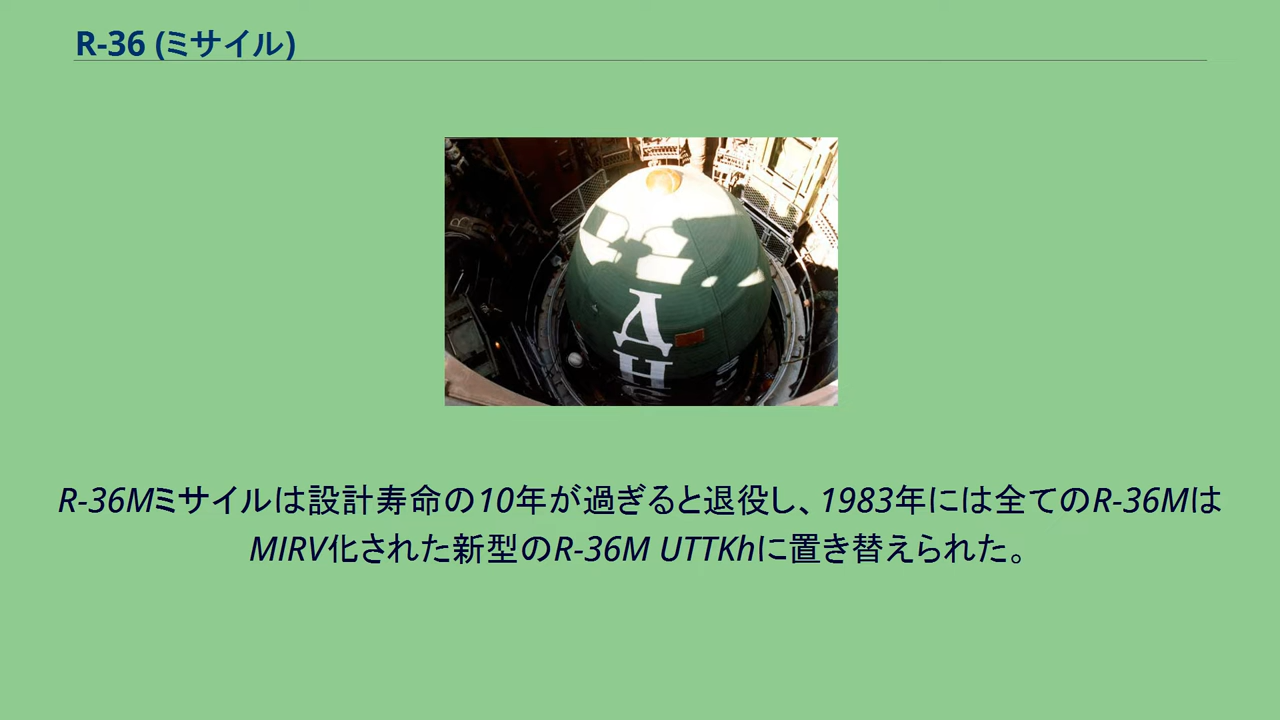 R-36 (ミサイル)
Д
Н
R-36Mミサイルは設計寿命の10年が過ぎると退役し、1983年には全てのR-36Mは
MIRV化された新型のR-36M UTTKhに置き替えられた。